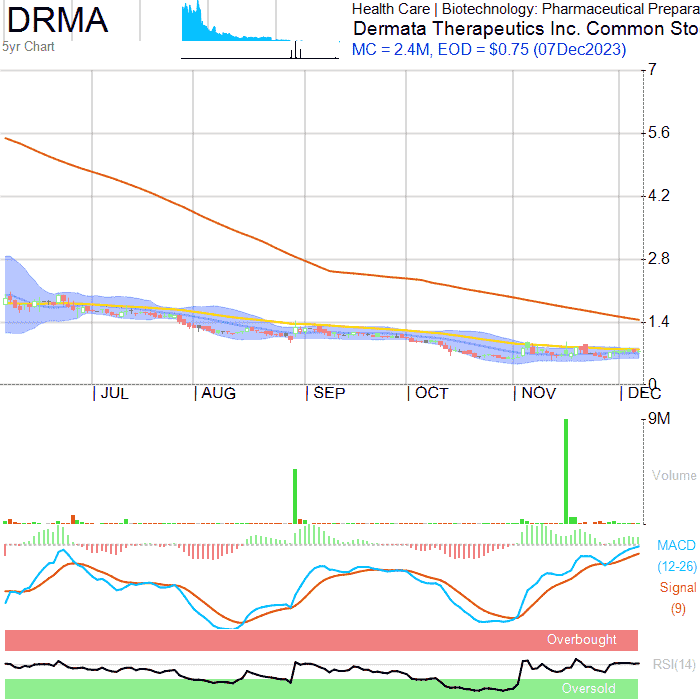 DRMA
5yr Chart
Health Care | Biotechnology: Pharmaceutical Prepara
Dermata Therapeutics Inc. Common Sto
MC = 2.4M, EOD = $0.75 (07Dec2023)
7
5.6
4.2
2.8
1.4
0
JUL AUG SEP OCT NOV DEC
9M
Volume
MACD
(12-26)
Signal
(9)
Overbought
RSI(14)
Oversold